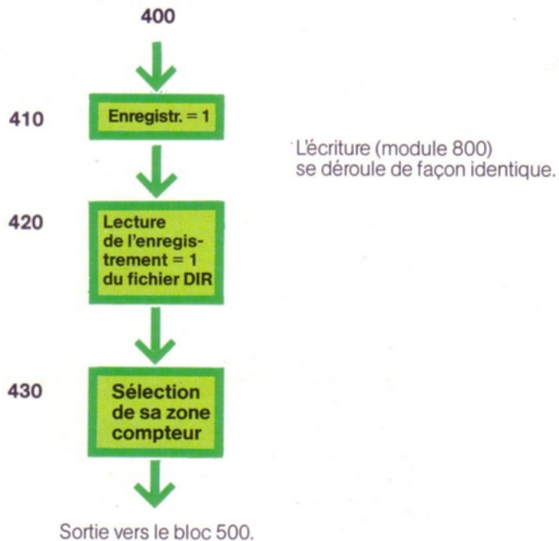 400
410
Enregistr. = 1
L'écriture (module 800)
se déroule de façon identique.
420
Lecture
de l'enregis-
trement = 1
du fichier DIR
430
Sélection
de sa zone
compteur
Sortie vers le bloc 500.